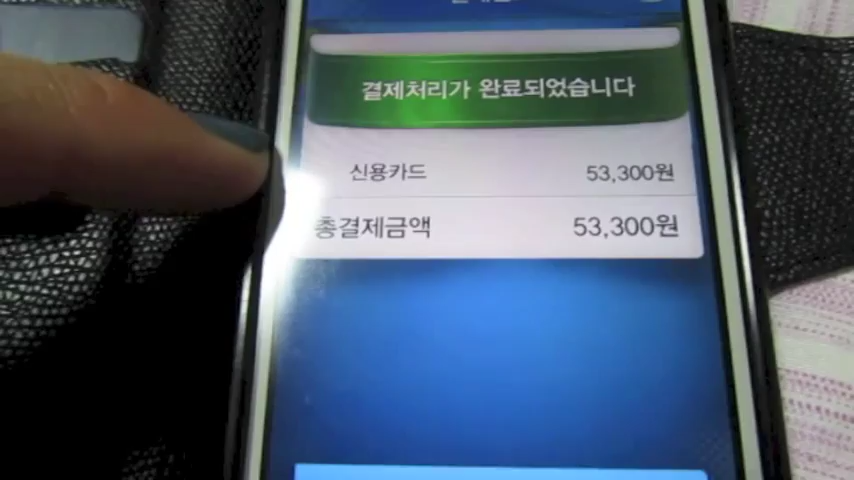 결제처리가 완료되었습니다
신용카드 53,300원
총결제금액 53,300원